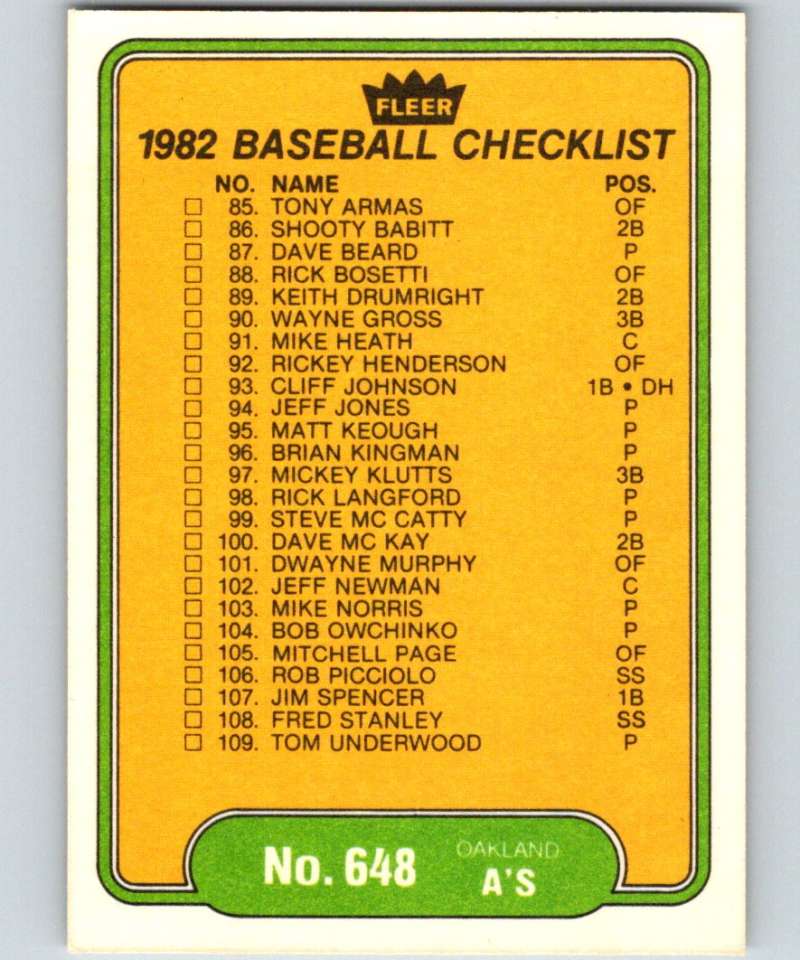 FLEER
1982 BASEBALL CHECKLIST
NO. NAME POS.
85. TONY ARMAS OF
86. SHOOTY BABITT 2B
87. DAVE BEARD P
88. RICK BOSETTI OF
89. KEITH DRUMRIGHT 2B
90. WAYNE GROSS 3B
91. MIKE HEATH C
92. RICKEY HENDERSON OF
93. CLIFF JOHNSON 1B • DH
94. JEFF JONES P
95. MATT KEOUGH P
96. BRIAN KINGMAN P
97. MICKEY KLUTTS 3B
98. RICK LANGFORD P
99. STEVE MC CATTY P
100. DAVE MC KAY 2B
101. DWAYNE MURPHY OF
102. JEFF NEWMAN C
103. MIKE NORRIS P
104. BOB OWCHINKO P
105. MITCHELL PAGE OF
106. ROB PICCIOLO SS
107. JIM SPENCER 1B
108. FRED STANLEY SS
109. TOM UNDERWOOD P
No. 648
OAKLAND
A'S